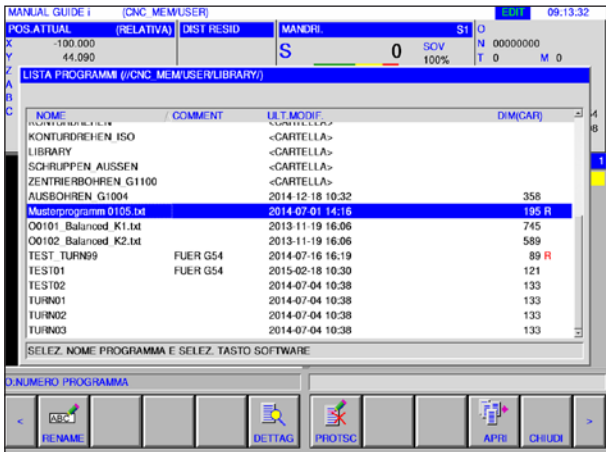 MANUAL GUIDE i (CNC_MEM/USER) EDIT 09:13:32
POS.ATTUAL (RELATIVA) DIST RESID MANDRI. S1 O
X -100.000 S 0 SOV N 00000000
Y 44.090 100% T 0 M 0
Z LISTA PROGRAMMI (//CNC_MEM/USER/LIBRARY/)
A
B
C NOME / COMMENT ULT.MODIF. DIM(CAR)
KONTURDREHEN <CARTELLA>
KONTURDREHEN_ISO <CARTELLA>
LIBRARY <CARTELLA>
SCHRUPPEN_AUSSEN <CARTELLA>
ZENTRIERBOHREN_G1100 <CARTELLA>
1
AUSBOHREN_G1004 2014-12-18 10:32 358
Musterprogramm 0105.txt 2014-07-01 14:16 195 R
O0101_Balanced_K1.txt 2013-11-19 16:06 745
O0102_Balanced_K2.txt 2013-11-19 16:06 589
TEST_TURN99 FUER G54 2014-07-16 16:19 89 R
TEST01 FUER G54 2015-02-18 10:30 121
TEST02 2014-07-04 10:38 133
TURN01 2014-07-04 10:38 133
TURN02 2014-07-04 10:38 133
TURN03 2014-07-04 10:38 133
SELEZ. NOME PROGRAMMA E SELEZ. TASTO SOFTWARE
O:NUMERO PROGRAMMA
< ABC >
RENAME DETTAG PROTSC APRI CHIUDI